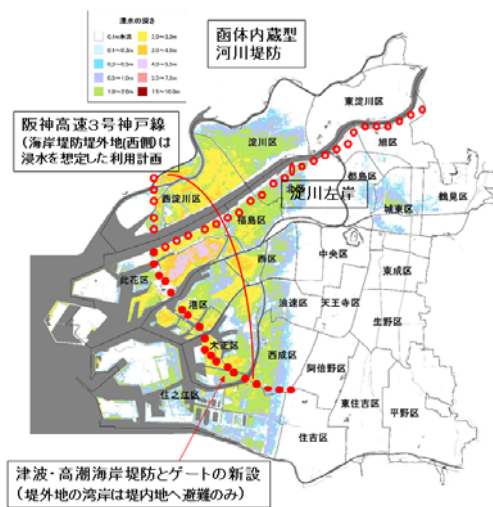 浸水の深さ
0.1m未満
0.1～0.3m
0.3～0.5m
0.5～1.0m
1.0～2.0m
2.0～3.0m
3.0～4.0m
4.0～5.0m
5.0～7.5m
7.5～10.0m
函体内蔵型
河川堤防
阪神高速3号神戸線
(海岸堤防堤外地(西側)は
浸水を想定した利用計画
東淀川区
淀川区
旭区
都島区
北区
淀川左岸
鶴見区
城東区
西淀川区
福島区
此花区
西区
中央区
東成区
港区
浪速区
天王寺区
生野区
大正区
西成区
阿倍野区
住之江区
東住吉区
平野区
住吉区
津波・高潮海岸堤防とゲートの新設
(堤外地の湾岸は堤内地へ避難のみ)